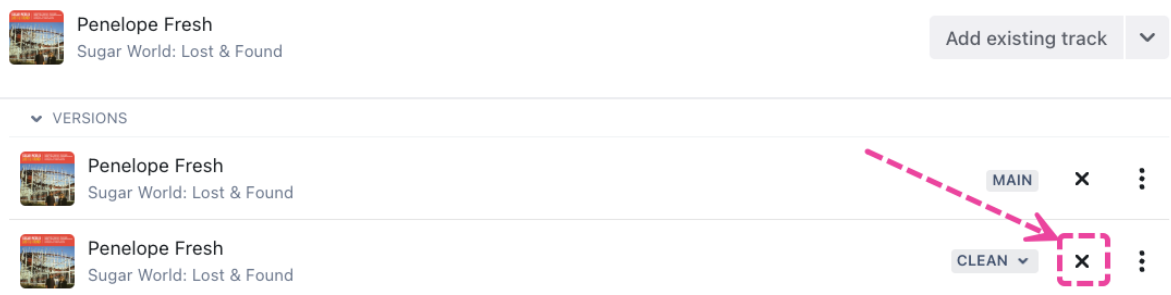 Penelope Fresh
Sugar World: Lost & Found
Add existing track
VERSIONS
Penelope Fresh
Sugar World: Lost & Found
MAIN
Penelope Fresh
Sugar World: Lost & Found
CLEAN